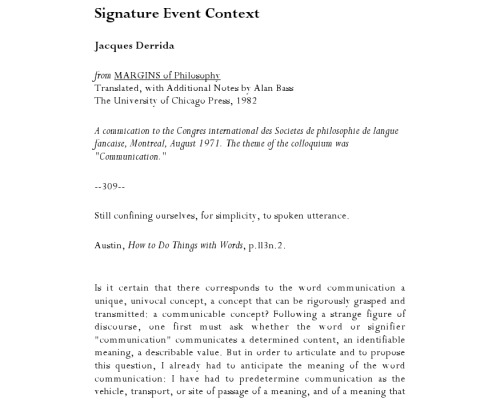 Signature Event Context
Jacques Derrida
from MARGINS of Philosophy
Translated, with Additional Notes by Alan Bass
The University of Chicago Press, 1982
A commication to the Congres international des Societes de philosophie de langue
fancaise, Montreal, August 1971. The theme of the colloquium was
"Communication."
--309--
Still confining ourselves, for simplicity, to spoken utterance.
Austin, How to Do Things with Words, p.ll3n.2.
Is it certain that there corresponds to the word communication a
unique, univocal concept, a concept that can be rigorously grasped and
transmitted: a communicable concept? Following a strange figure of
discourse, one first must ask whether the word or signifier
"communication" communicates a determined content, an identifiable
meaning, a describable value. But in order to articulate and to propose
this question, I already had to anticipate the meaning of the word
communication: I have had to predetermine communication as the
vehicle, transport, or site of passage of a meaning, and of a meaning that